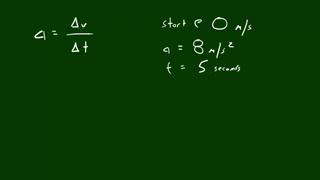 a = Δv / Δt
start @ 0 m/s
a = 8 m/s²
t = 5 seconds